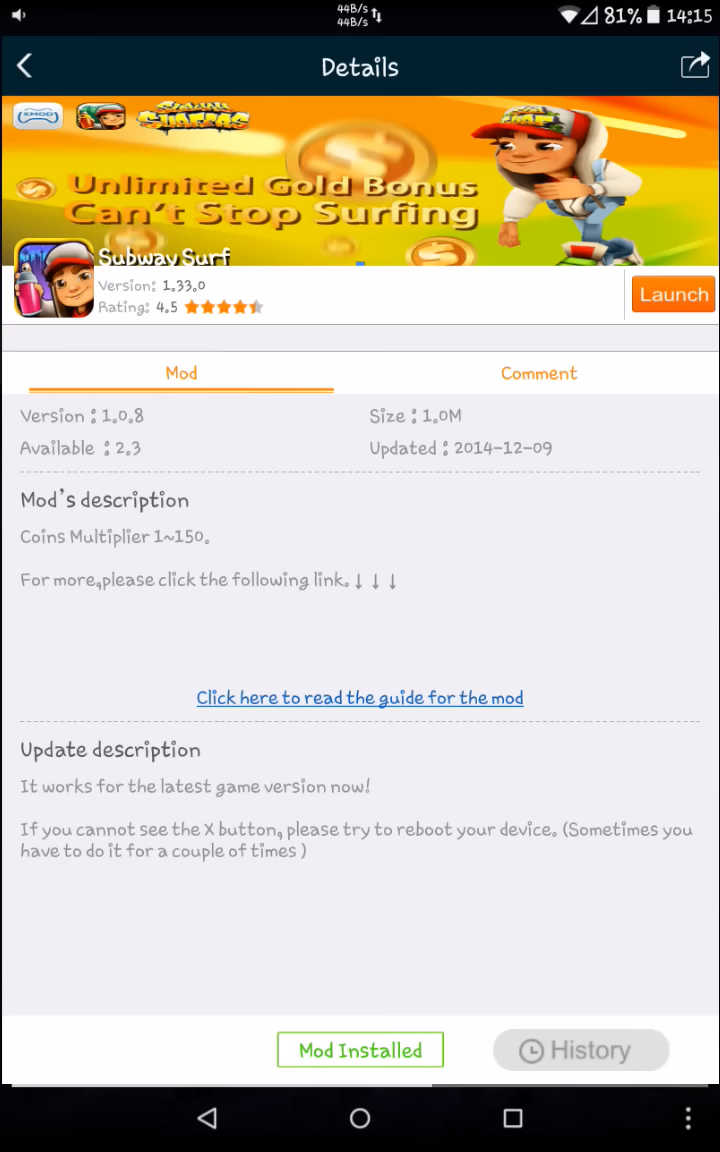 44B/s
44B/s
81%
14:15
Details
XMOD
SUBWAY
SURFERS
Unlimited Gold Bonus
Can't Stop Surfing
Subway Surf
Version: 1.33.0
Rating: 4.5
Launch
Mod
Comment
Version : 1.0.8
Size : 1.0M
Available : 2.3
Updated : 2014-12-09
Mod's description
Coins Multiplier 1~150.
For more,please click the following link.↓ ↓ ↓
Click here to read the guide for the mod
Update description
It works for the latest game version now!
If you cannot see the X button, please try to reboot your device. (Sometimes you
have to do it for a couple of times )
Mod Installed
History